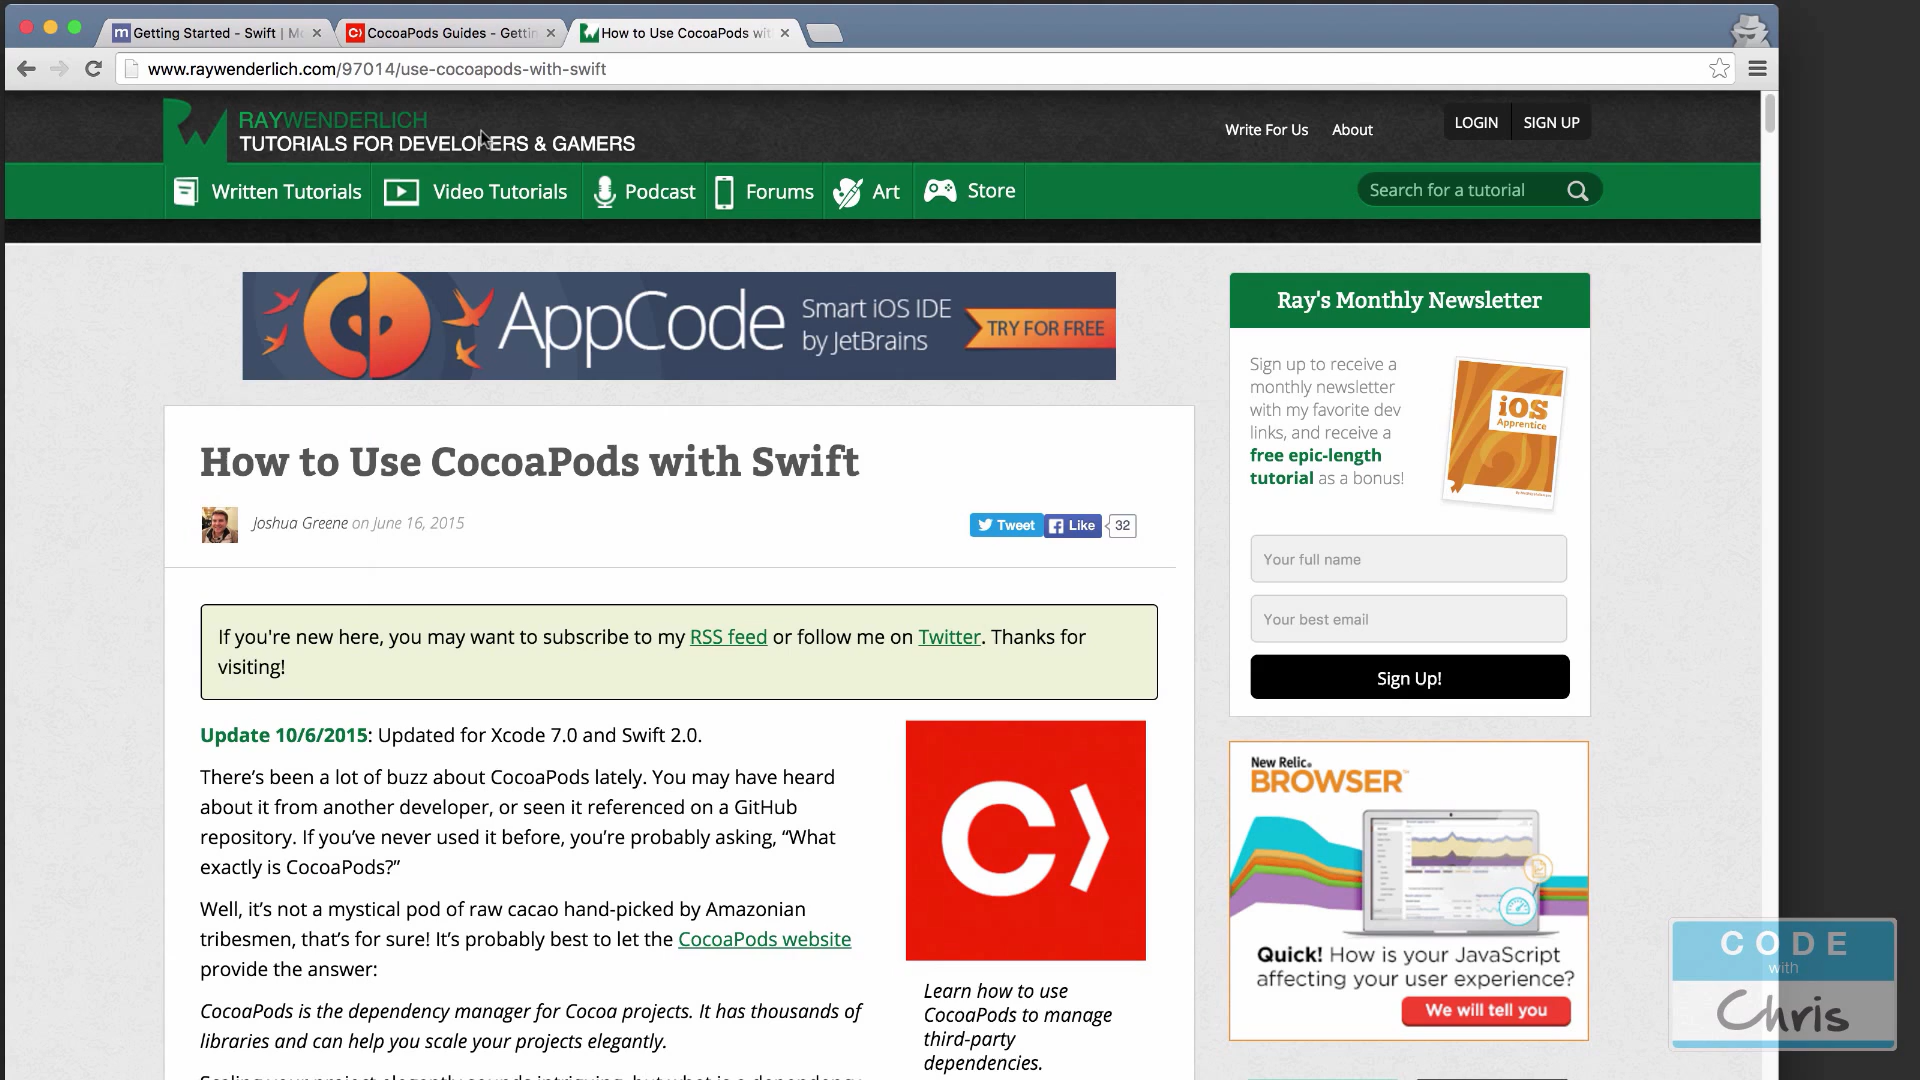 Getting Started - Swift | M
CocoaPods Guides - Gettin
How to Use CocoaPods wit
www.raywenderlich.com/97014/use-cocoapods-with-swift
RAYWENDERLICH
TUTORIALS FOR DEVELOPERS & GAMERS
Write For Us
About
LOGIN
SIGN UP
Written Tutorials
Video Tutorials
Podcast
Forums
Art
Store
Search for a tutorial
AppCode
Smart iOS IDE
by JetBrains
TRY FOR FREE
How to Use CocoaPods with Swift
Joshua Greene on June 16, 2015
Tweet
Like
32
If you're new here, you may want to subscribe to my RSS feed or follow me on Twitter. Thanks for
visiting!
Update 10/6/2015: Updated for Xcode 7.0 and Swift 2.0.
There's been a lot of buzz about CocoaPods lately. You may have heard
about it from another developer, or seen it referenced on a GitHub
repository. If you've never used it before, you're probably asking, “What
exactly is CocoaPods?”
Well, it's not a mystical pod of raw cacao hand-picked by Amazonian
tribesmen, that's for sure! It's probably best to let the CocoaPods website
provide the answer:
CocoaPods is the dependency manager for Cocoa projects. It has thousands of
libraries and can help you scale your projects elegantly.
Learn how to use
CocoaPods to manage
third-party
dependencies.
Ray's Monthly Newsletter
Sign up to receive a
monthly newsletter
with my favorite dev
links, and receive a
free epic-length
tutorial as a bonus!
iOS
Apprentice
Your full name
Your best email
Sign Up!
New Relic.
BROWSER™
Quick! How is your JavaScript
affecting your user experience?
We will tell you
CODE
with
Chris